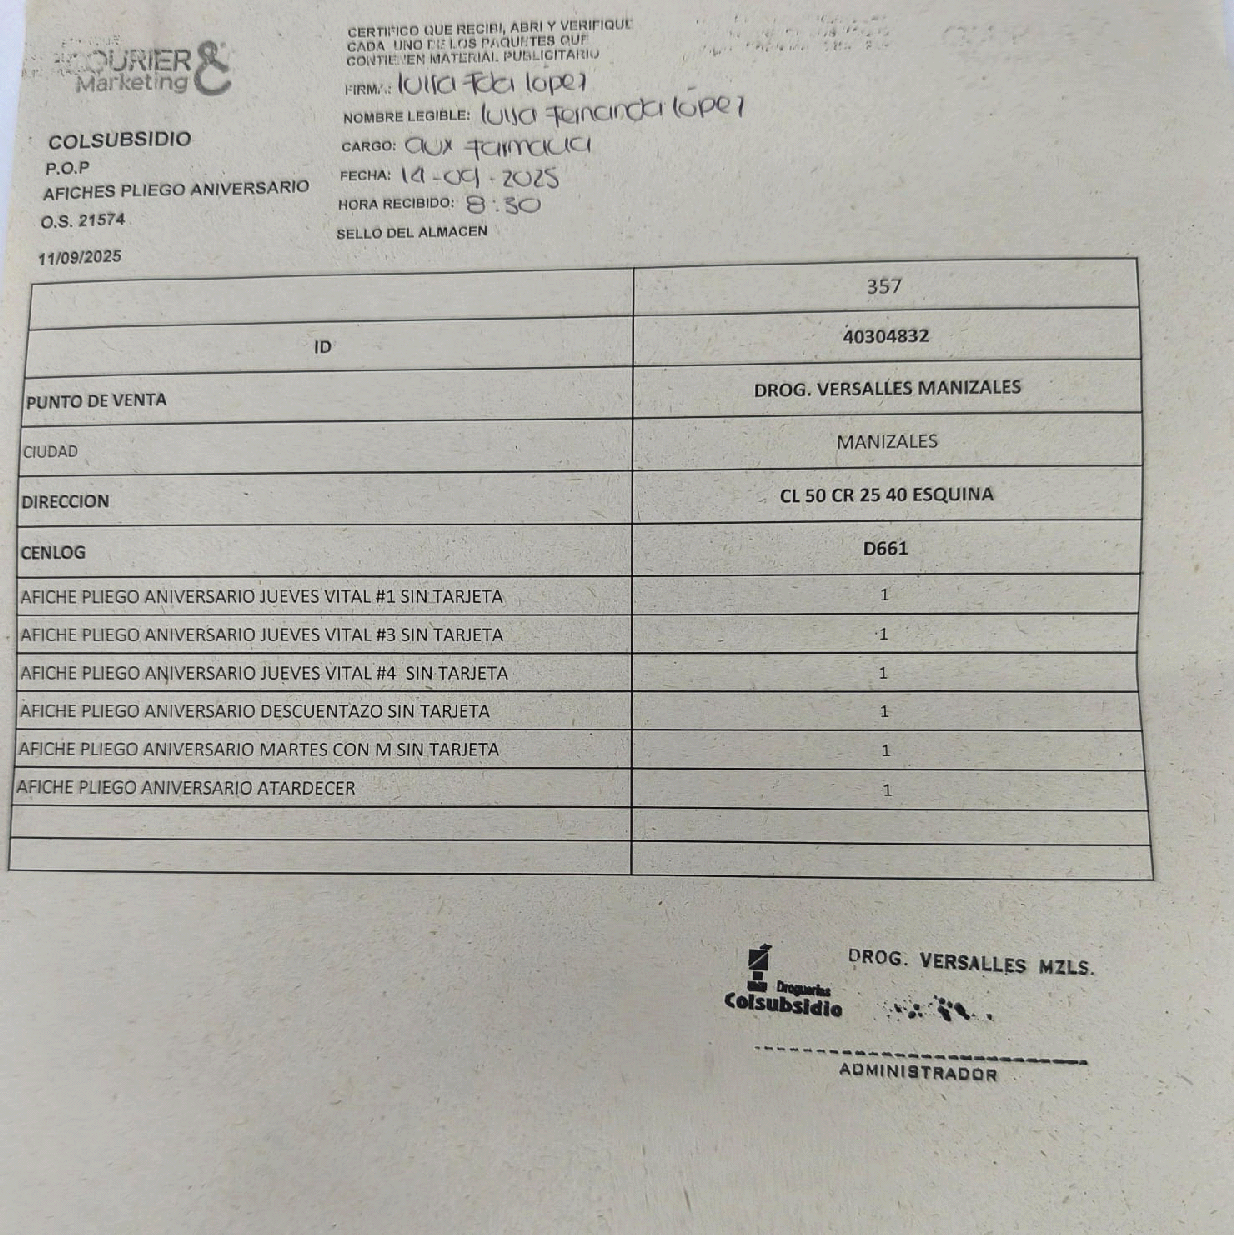 COURIER &
Marketing
COLSUBSIDIO
P.O.P
AFICHES PLIEGO ANIVERSARIO
O.S. 21574
11/09/2025
CERTIFICO QUE RECIBI, ABRI Y VERIFIQUE
CADA UNO DE LOS PAQUETES QUE
CONTIENEN MATERIAL PUBLICITARIO
FIRMA: luisa Fda lopez
NOMBRE LEGIBLE: luisa Fernanda lópez
CARGO: aux Farmacia
FECHA: 14-09-2025
HORA RECIBIDO: 8:30
SELLO DEL ALMACEN
357
ID 40304832
PUNTO DE VENTA DROG. VERSALLES MANIZALES
CIUDAD MANIZALES
DIRECCION CL 50 CR 25 40 ESQUINA
CENLOG D661
AFICHE PLIEGO ANIVERSARIO JUEVES VITAL #1 SIN TARJETA 1
AFICHE PLIEGO ANIVERSARIO JUEVES VITAL #3 SIN TARJETA 1
AFICHE PLIEGO ANIVERSARIO JUEVES VITAL #4 SIN TARJETA 1
AFICHE PLIEGO ANIVERSARIO DESCUENTAZO SIN TARJETA 1
AFICHE PLIEGO ANIVERSARIO MARTES CON M SIN TARJETA 1
AFICHE PLIEGO ANIVERSARIO ATARDECER 1
DROG. VERSALLES MZLS.
Droguerías
Colsubsidio
ADMINISTRADOR